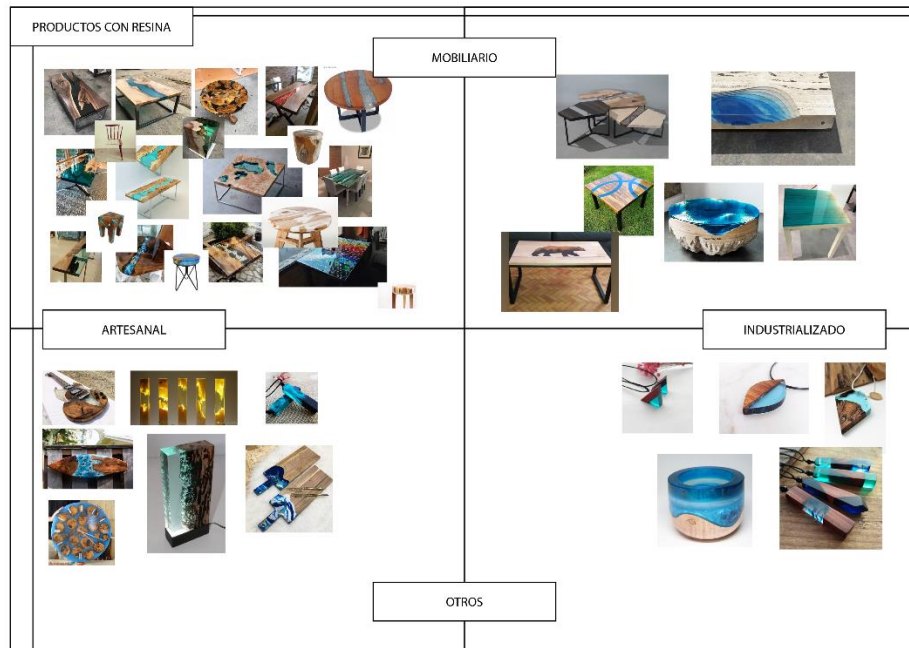 PRODUCTOS CON RESINA
MOBILIARIO
ARTESANAL
INDUSTRIALIZADO
OTROS